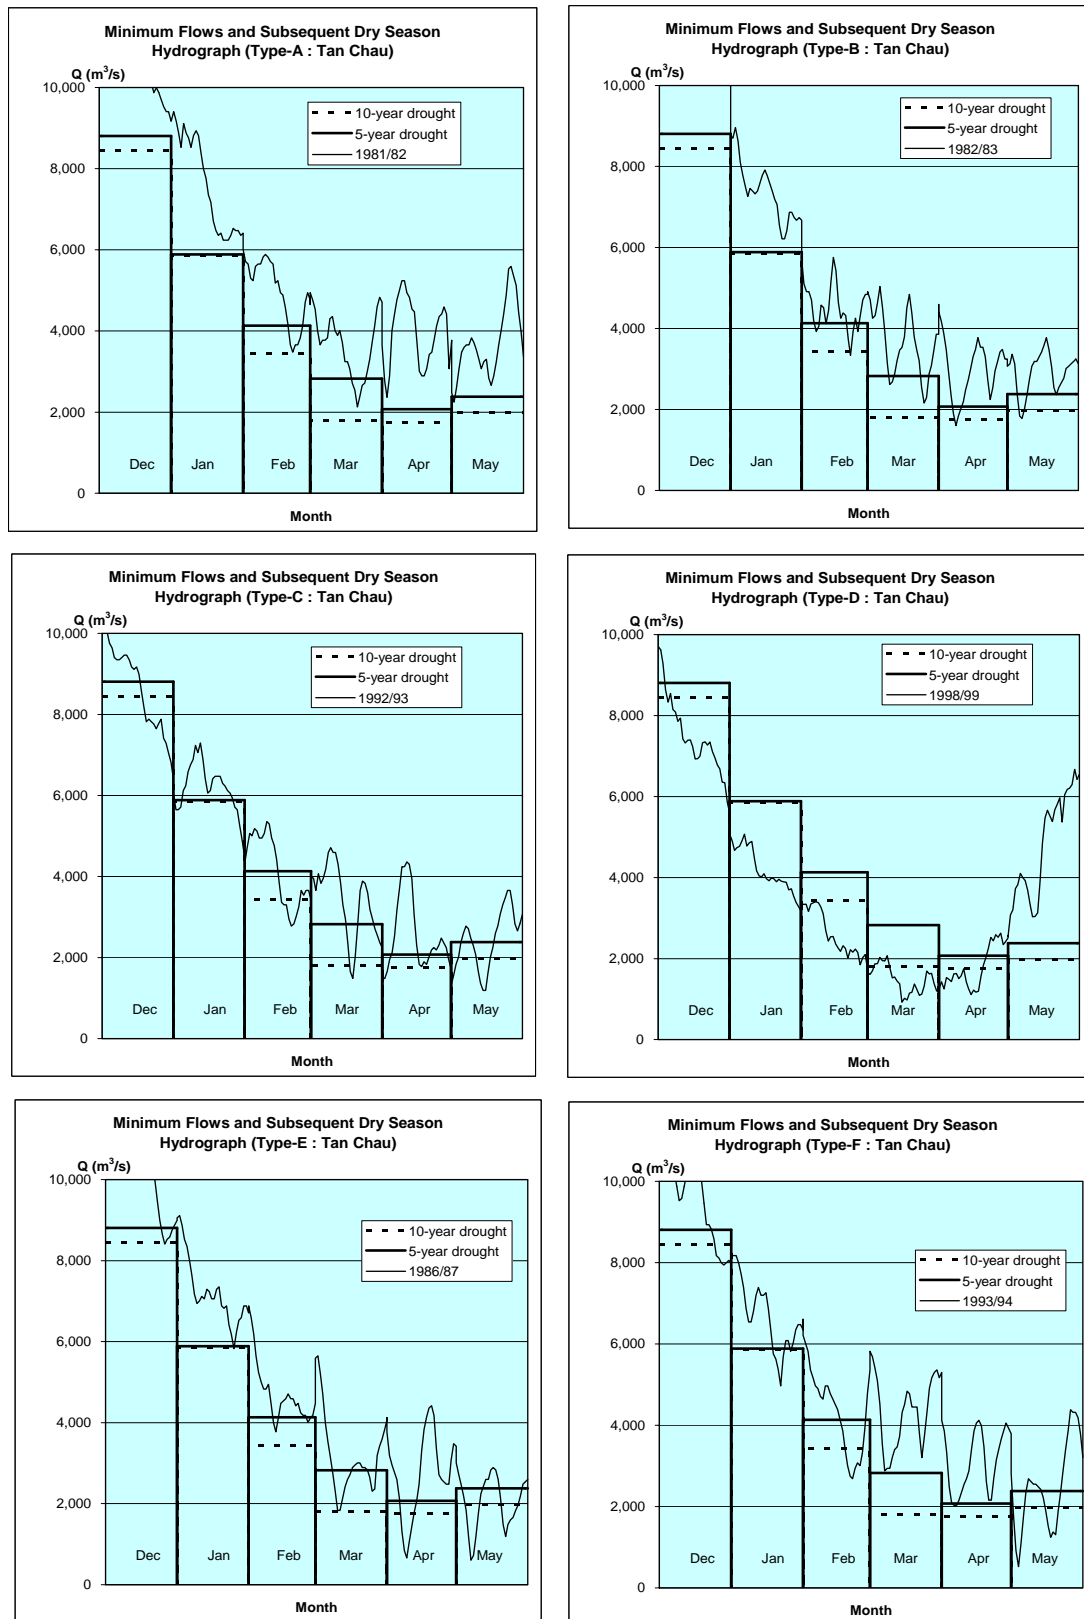 Minimum Flows and Subsequent Dry Season
Hydrograph (Type-A : Tan Chau)
Q (m³/s)
10,000
8,000
6,000
4,000
2,000
0
10-year drought
5-year drought
1981/82
Dec Jan Feb Mar Apr May
Month
Minimum Flows and Subsequent Dry Season
Hydrograph (Type-B : Tan Chau)
Q (m³/s)
10,000
8,000
6,000
4,000
2,000
0
10-year drought
5-year drought
1982/83
Dec Jan Feb Mar Apr May
Month
Minimum Flows and Subsequent Dry Season
Hydrograph (Type-C : Tan Chau)
Q (m³/s)
10,000
8,000
6,000
4,000
2,000
0
10-year drought
5-year drought
1992/93
Dec Jan Feb Mar Apr May
Month
Minimum Flows and Subsequent Dry Season
Hydrograph (Type-D : Tan Chau)
Q (m³/s)
10,000
8,000
6,000
4,000
2,000
0
10-year drought
5-year drought
1998/99
Dec Jan Feb Mar Apr May
Month
Minimum Flows and Subsequent Dry Season
Hydrograph (Type-E : Tan Chau)
Q (m³/s)
10,000
8,000
6,000
4,000
2,000
0
10-year drought
5-year drought
1986/87
Dec Jan Feb Mar Apr May
Month
Minimum Flows and Subsequent Dry Season
Hydrograph (Type-F : Tan Chau)
Q (m³/s)
10,000
8,000
6,000
4,000
2,000
0
10-year drought
5-year drought
1993/94
Dec Jan Feb Mar Apr May
Month